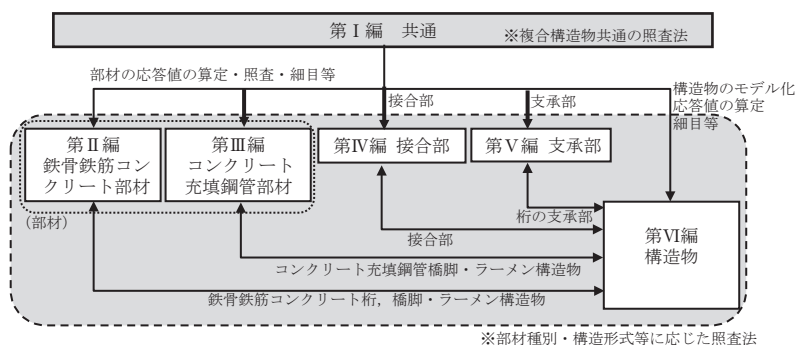 第Ⅰ編 共通
※複合構造物共通の照査法
部材の応答値の算定・照査・細目等
接合部
支承部
構造物のモデル化
応答値の算定
細目等
第Ⅱ編
鉄骨鉄筋コン
クリート部材
第Ⅲ編
コンクリート
充填鋼管部材
第Ⅳ編 接合部
第Ⅴ編 支承部
(部材)
桁の支承部
接合部
第Ⅵ編
構造物
コンクリート充填鋼管橋脚・ラーメン構造物
鉄骨鉄筋コンクリート桁，橋脚・ラーメン構造物
※部材種別・構造形式等に応じた照査法